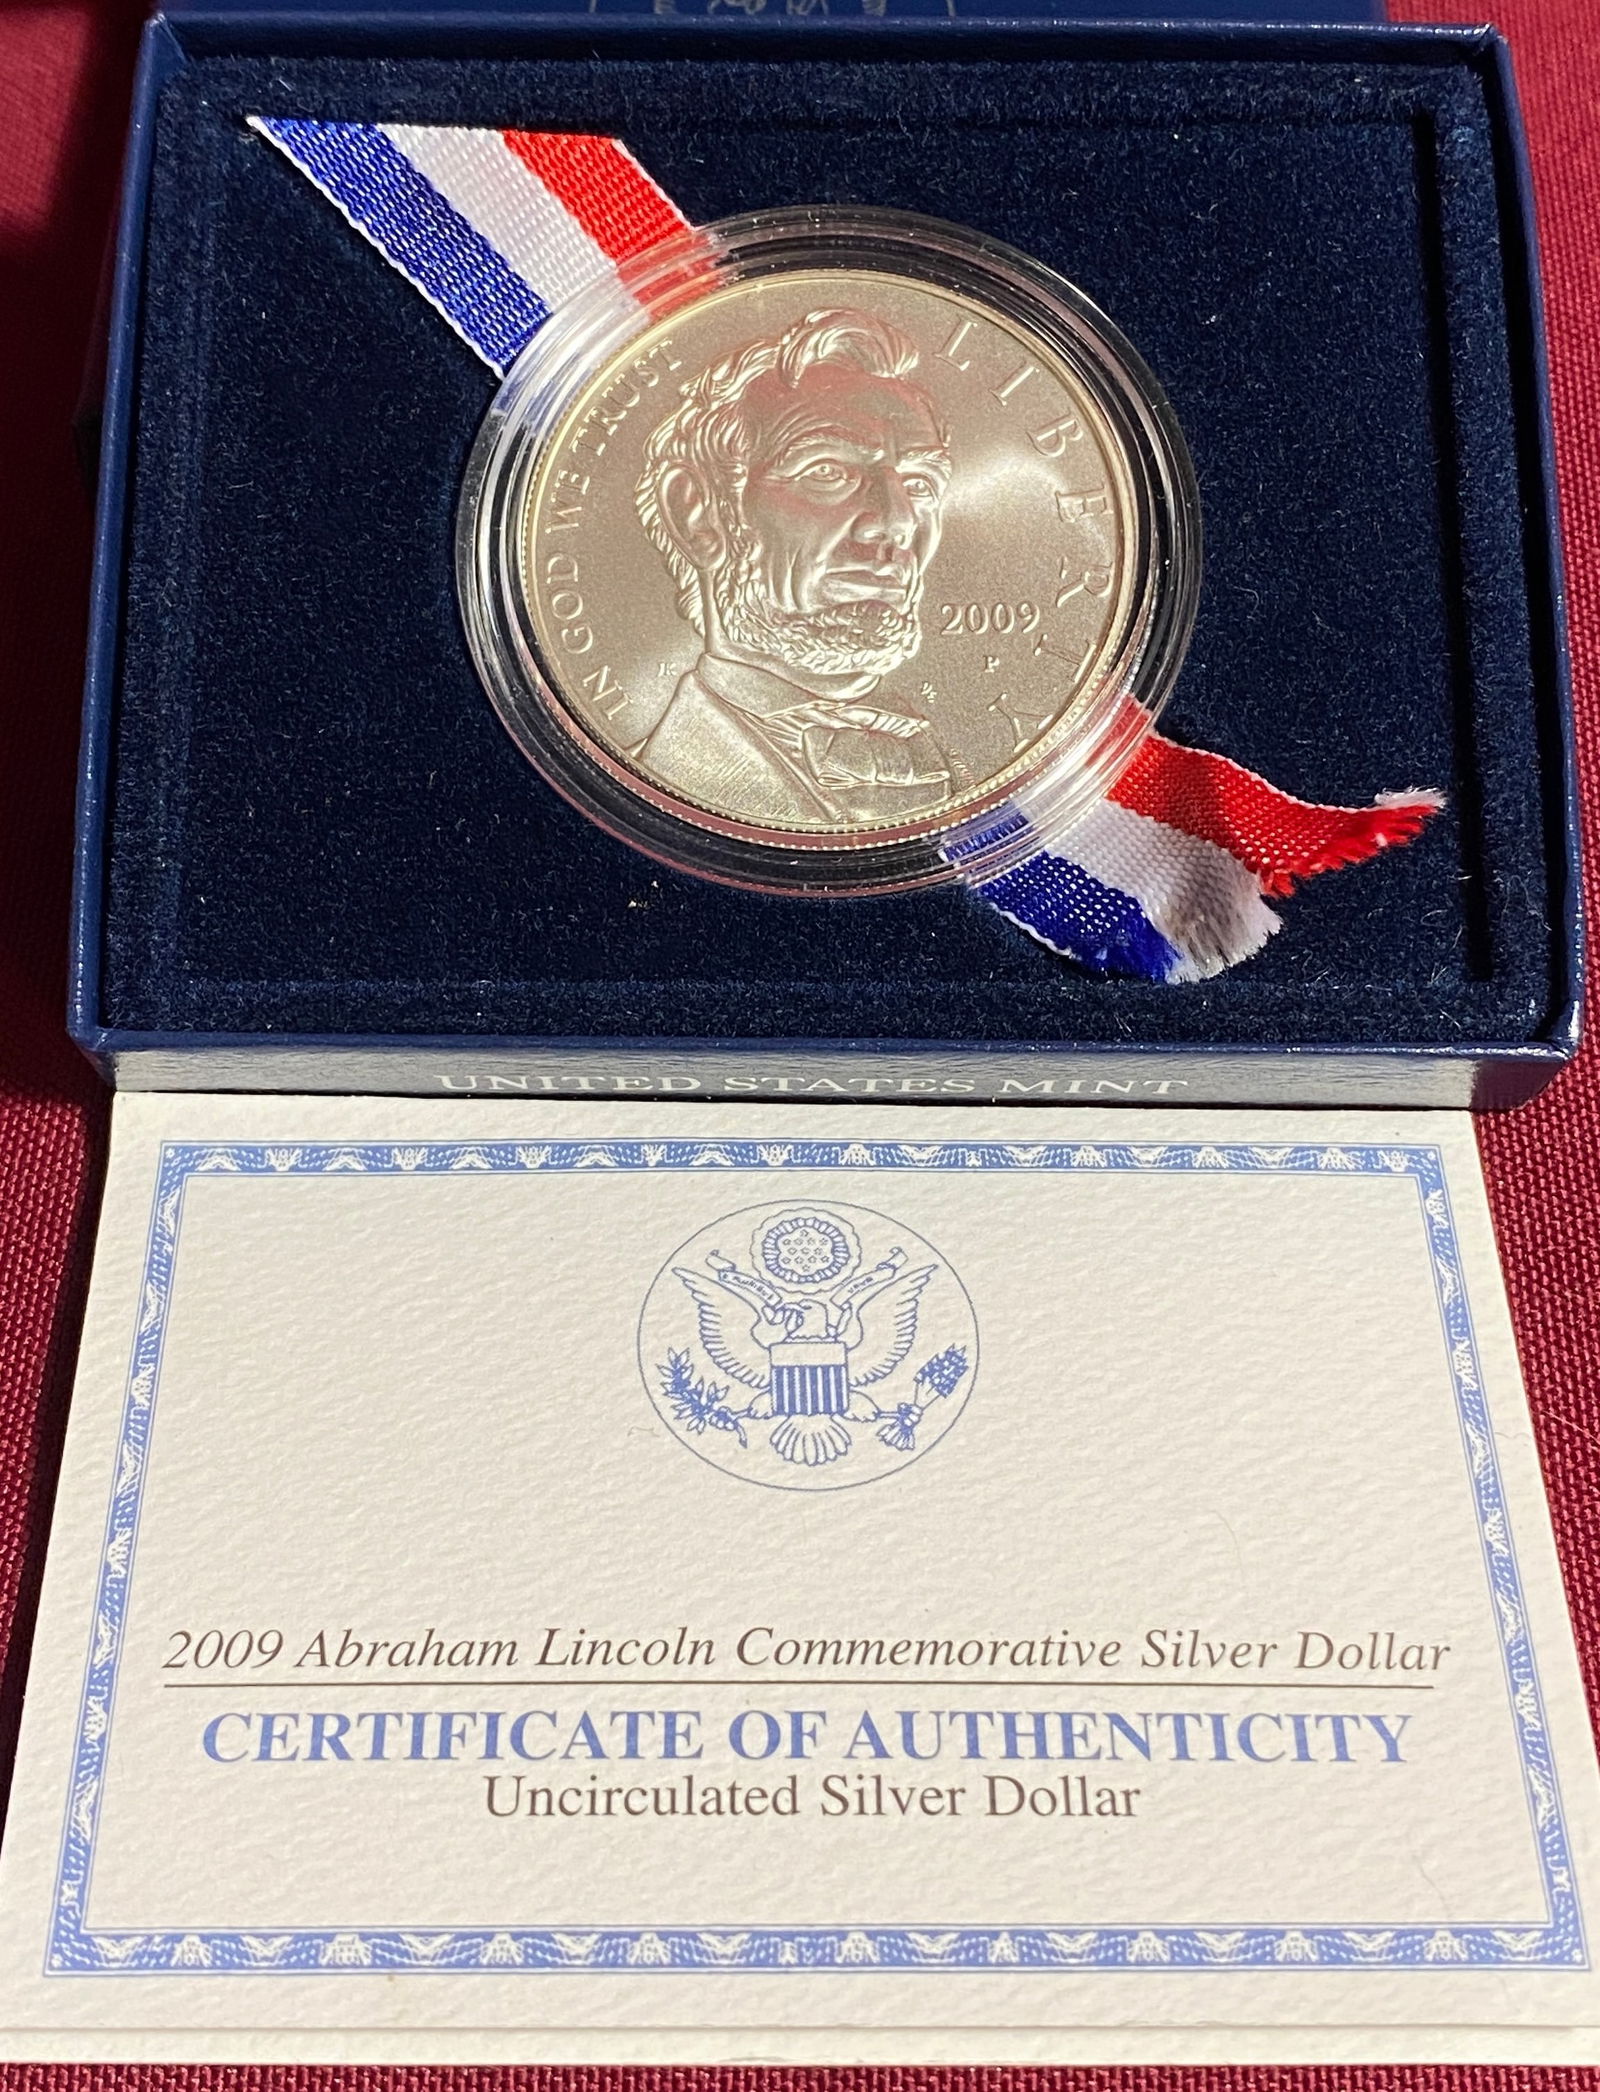 IN GOD WE TRUST
LIBERTY
2009
P
UNITED STATES MINT
2009 Abraham Lincoln Commemorative Silver Dollar
CERTIFICATE OF AUTHENTICITY
Uncirculated Silver Dollar